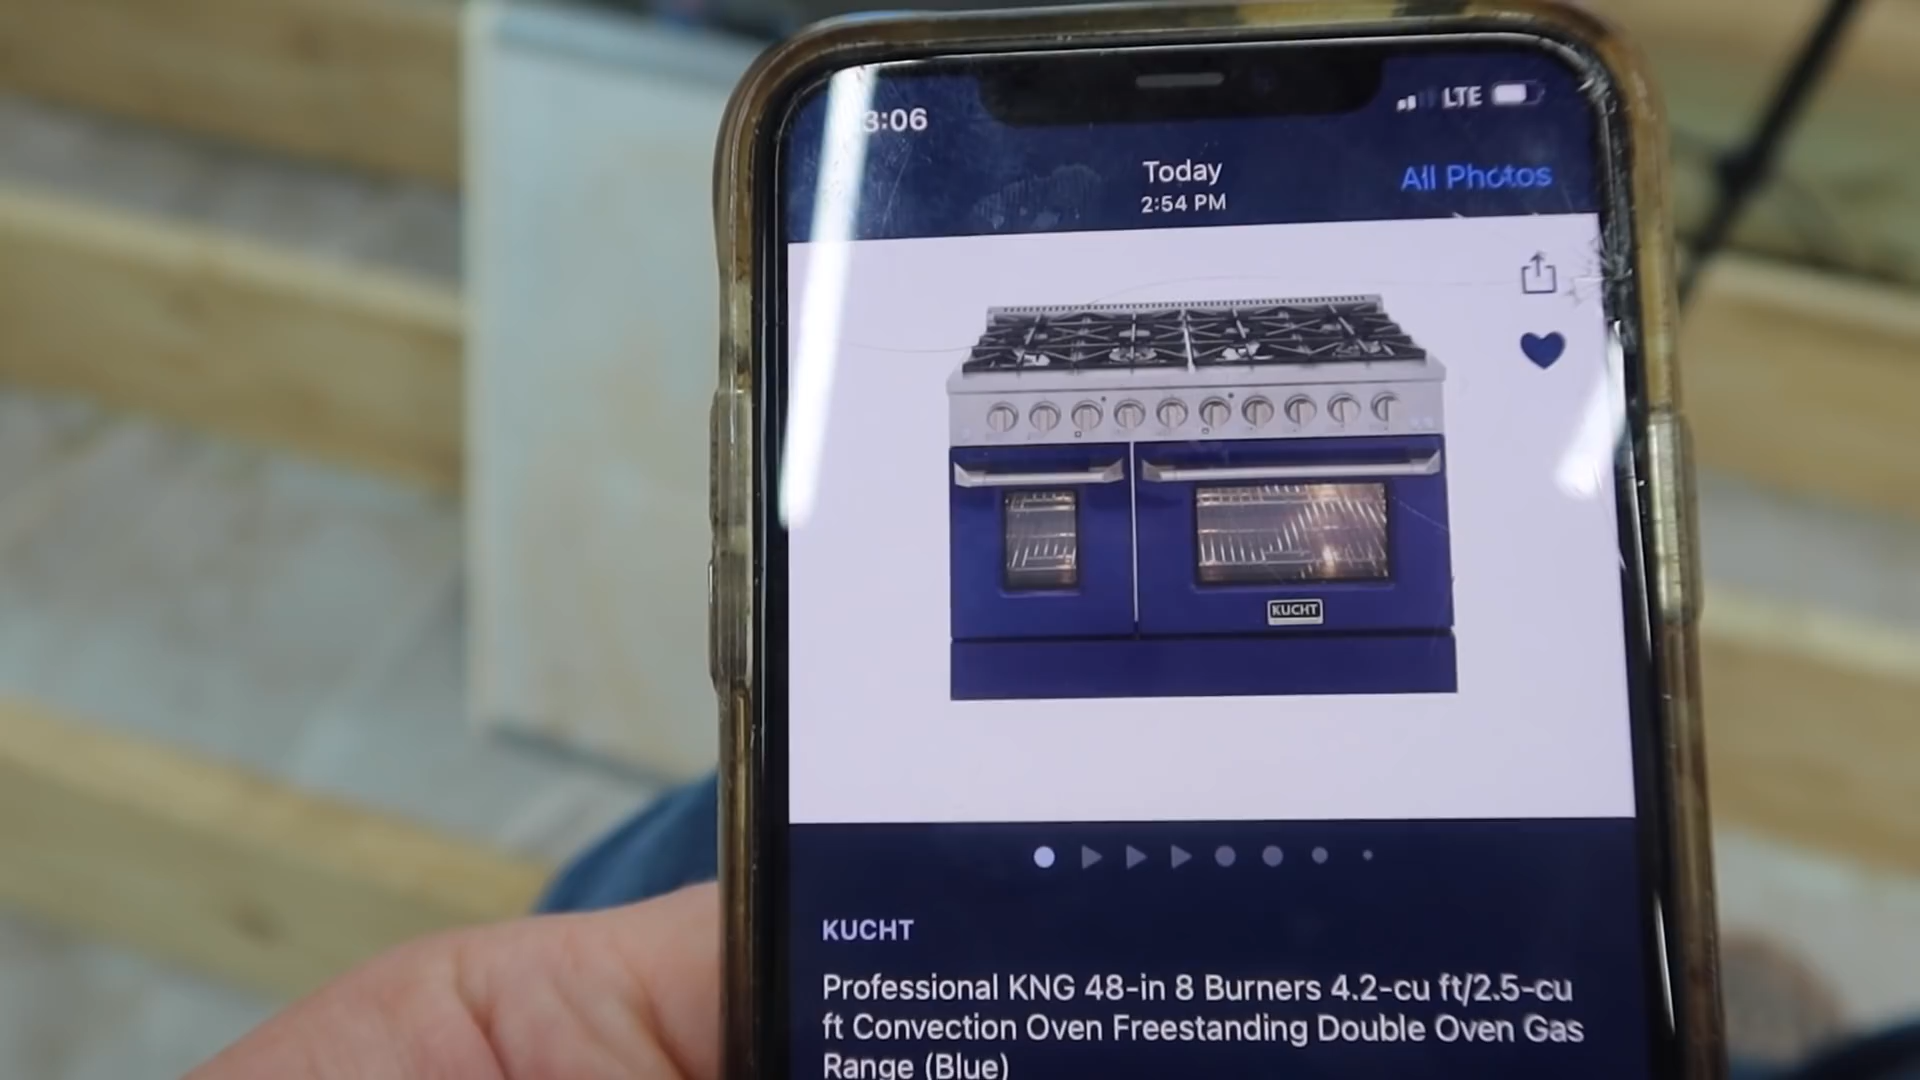 3:06
LTE
Today
2:54 PM
All Photos
KUCHT
KUCHT
Professional KNG 48-in 8 Burners 4.2-cu ft/2.5-cu
ft Convection Oven Freestanding Double Oven Gas
Range (Blue)